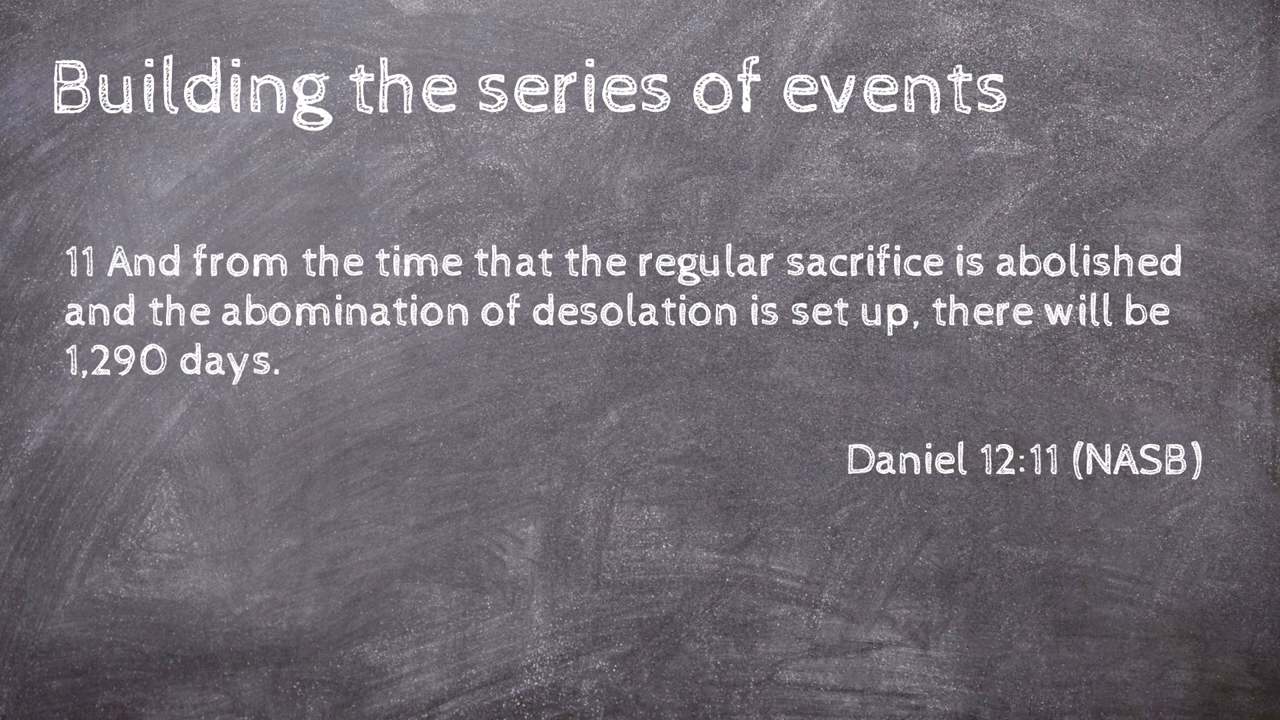 Building the series of events
11 And from the time that the regular sacrifice is abolished
and the abomination of desolation is set up, there will be
1,290 days.
Daniel 12:11 (NASB)